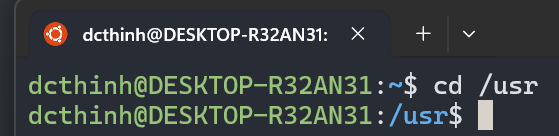 dcthinh@DESKTOP-R32AN31:
dcthinh@DESKTOP-R32AN31:~$ cd /usr
dcthinh@DESKTOP-R32AN31:/usr$